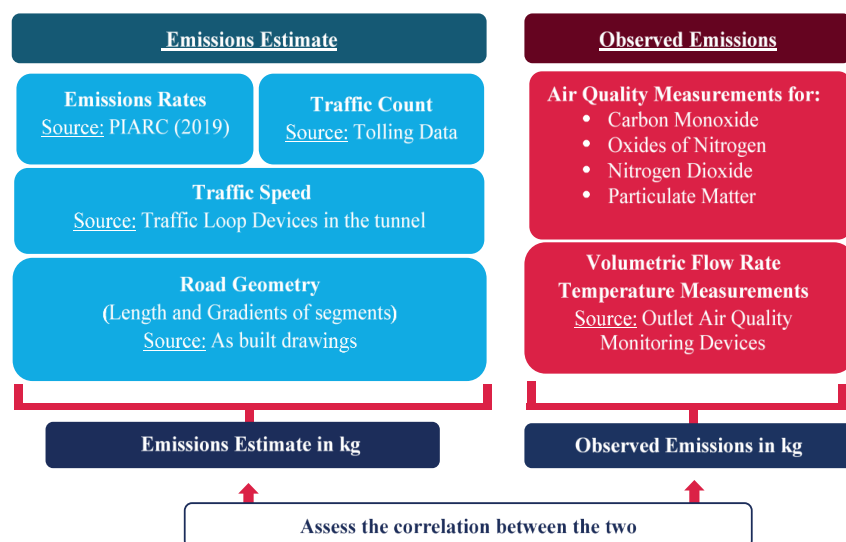 Emissions Estimate
Emissions Rates
Source: PIARC (2019)
Traffic Count
Source: Tolling Data
Traffic Speed
Source: Traffic Loop Devices in the tunnel
Road Geometry
(Length and Gradients of segments)
Source: As built drawings
Emissions Estimate in kg
Observed Emissions
Air Quality Measurements for:
• Carbon Monoxide
• Oxides of Nitrogen
• Nitrogen Dioxide
• Particulate Matter
Volumetric Flow Rate
Temperature Measurements
Source: Outlet Air Quality
Monitoring Devices
Observed Emissions in kg
Assess the correlation between the two